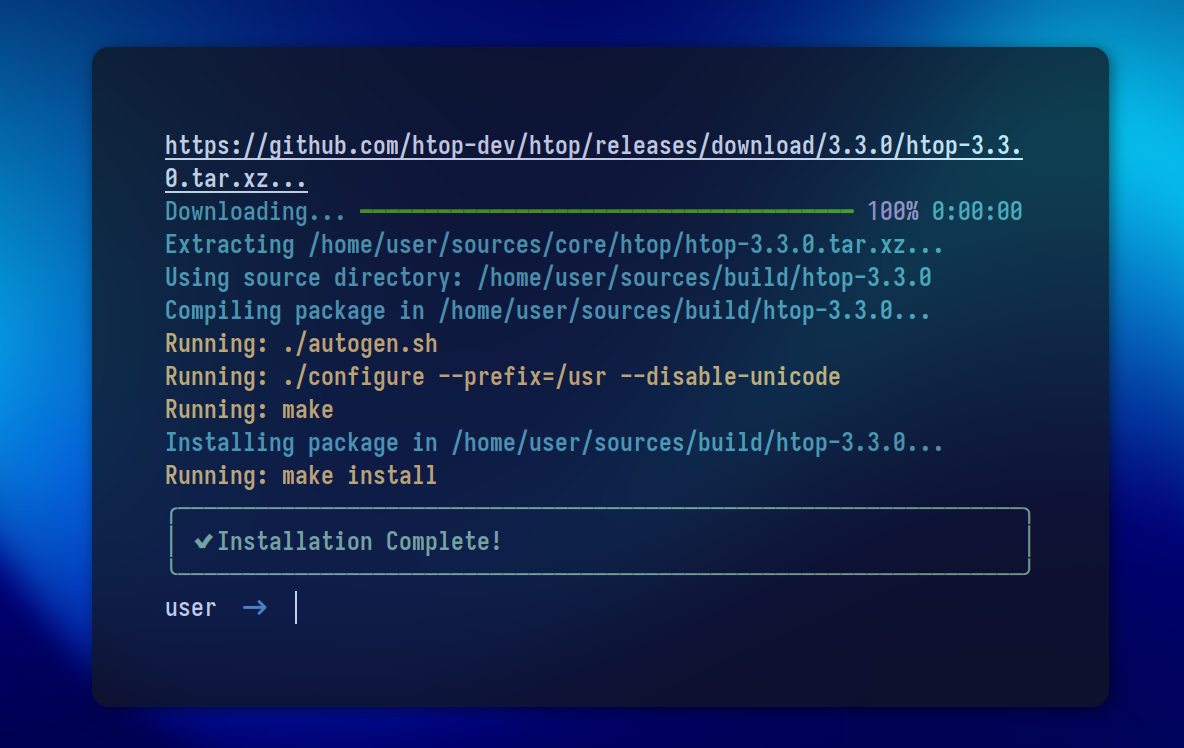 https://github.com/htop-dev/htop/releases/download/3.3.0/htop-3.3.
0.tar.xz...
Downloading... 100% 0:00:00
Extracting /home/user/sources/core/htop/htop-3.3.0.tar.xz...
Using source directory: /home/user/sources/build/htop-3.3.0
Compiling package in /home/user/sources/build/htop-3.3.0...
Running: ./autogen.sh
Running: ./configure --prefix=/usr --disable-unicode
Running: make
Installing package in /home/user/sources/build/htop-3.3.0...
Running: make install
✔Installation Complete!
user →